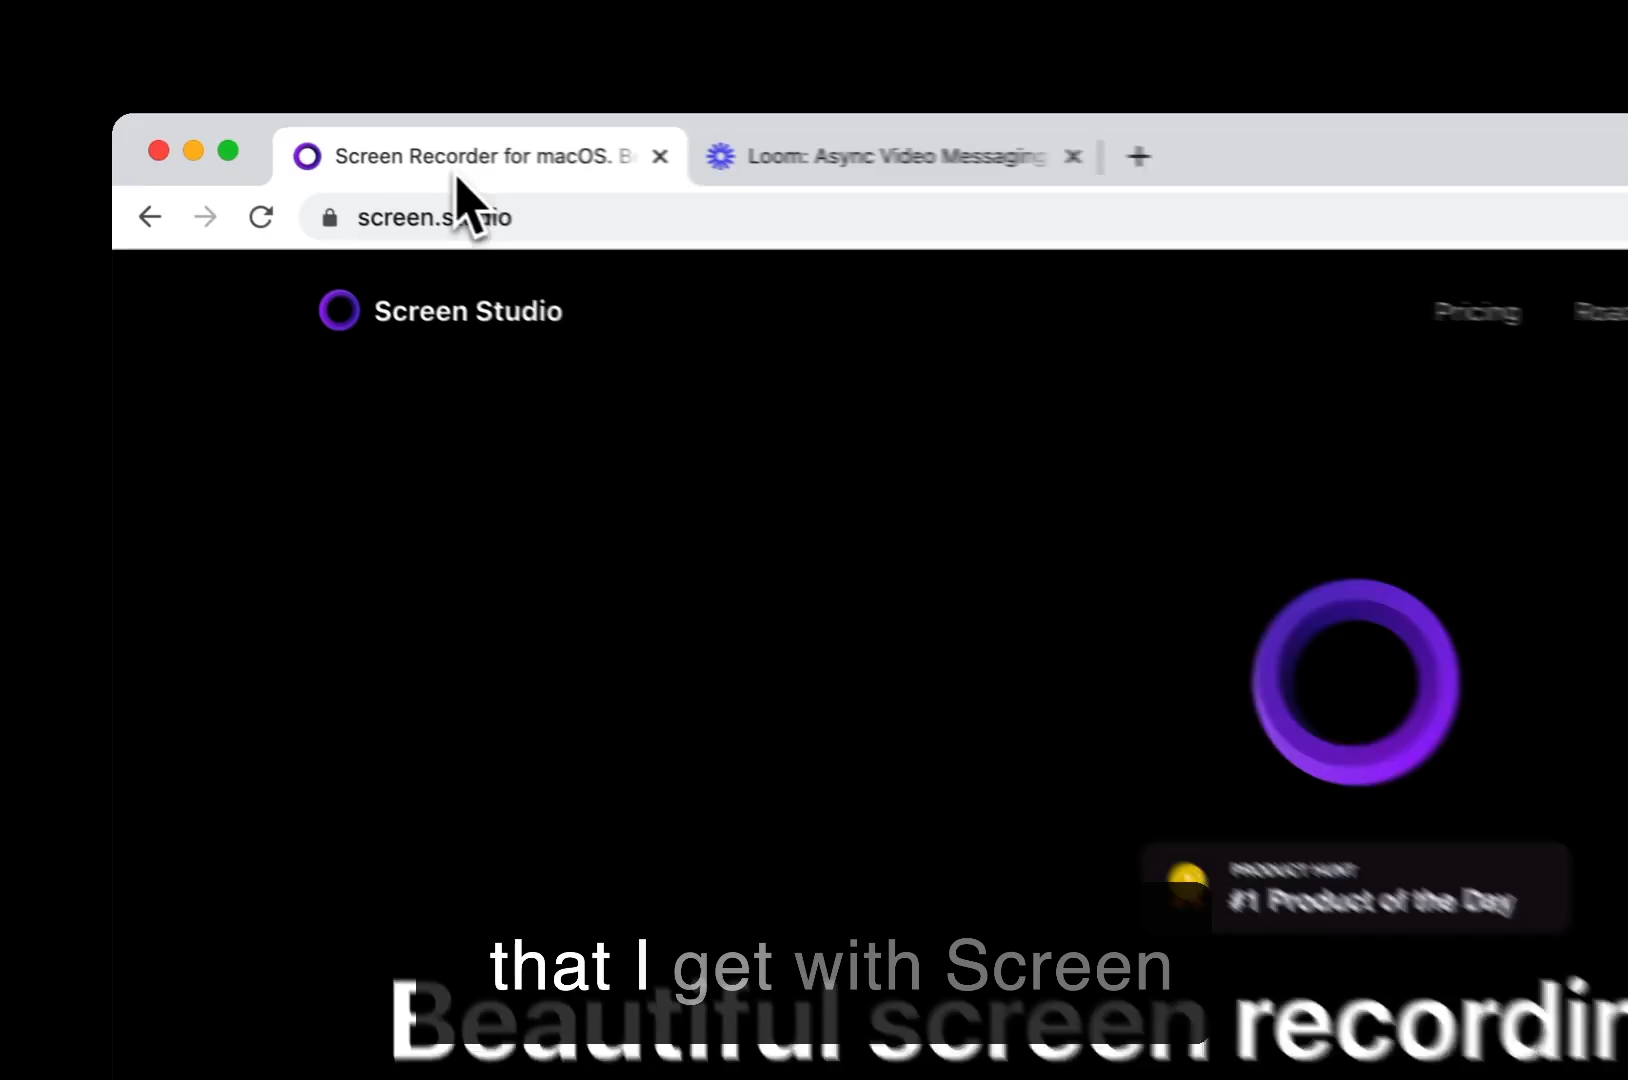 Screen Recorder for macOS. B
Loom: Async Video Messaging
screen.studio
Screen Studio
Pricing
PRODUCT HUNT
#1 Product of the Day
that I get with Screen
Beautiful screen recordin